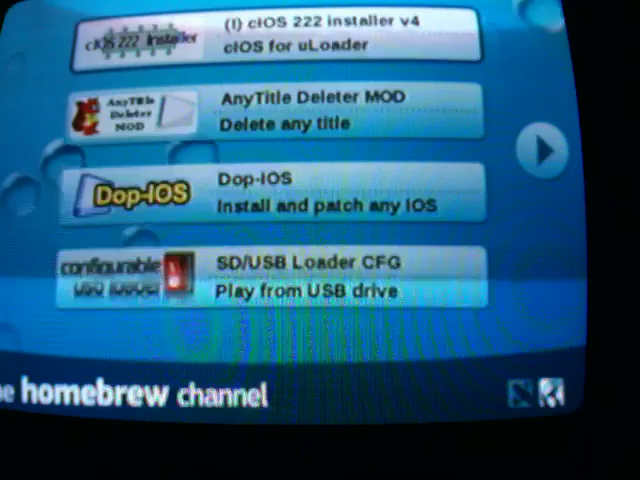 cIOS 222 Installer
(I) cIOS 222 installer v4
cIOS for uLoader
AnyTitle
Deleter
MOD
AnyTitle Deleter MOD
Delete any title
Dop-IOS
Dop-IOS
Install and patch any IOS
configurable
usb loader
SD/USB Loader CFG
Play from USB drive
homebrew channel